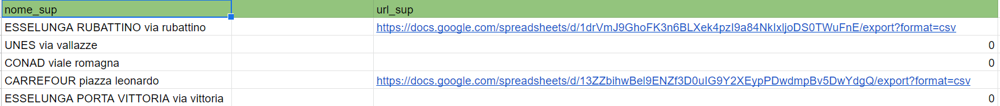 nome_sup url_sup
ESSELUNGA RUBATTINO via rubattino https://docs.google.com/spreadsheets/d/1drVmJ9GhoFK3n6BLXek4pzI9a84NkIxljoDS0TWuFnE/export?format=csv
UNES via vallazze 0
CONAD viale romagna 0
CARREFOUR piazza leonardo https://docs.google.com/spreadsheets/d/13ZZbihwBel9ENZf3D0uIG9Y2XEypPDwdmpBv5DwYdgQ/export?format=csv
ESSELUNGA PORTA VITTORIA via vittoria 0